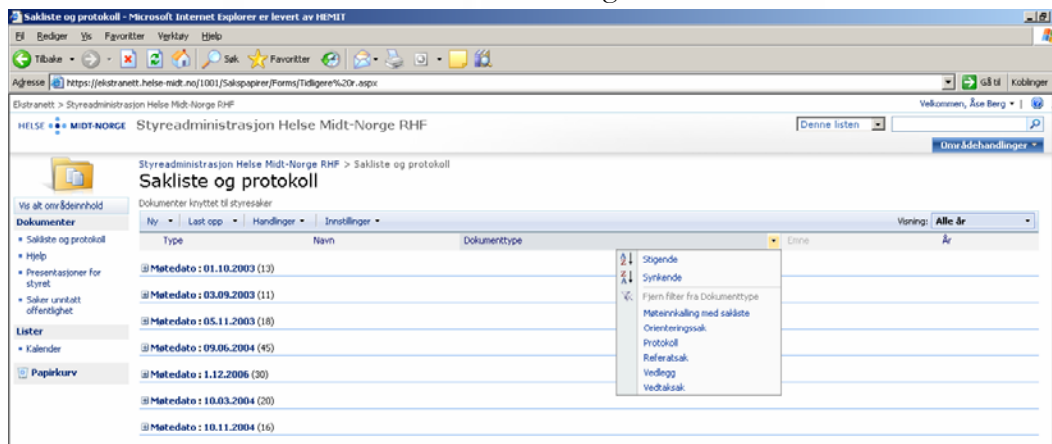 Sakliste og protokoll - Microsoft Internet Explorer er levert av HEMIT
Fil Rediger Vis Favoritter Verktøy Hjelp
Tilbake Søk Favoritter
Adresse https://ekstranett.helse-midt.no/1001/Sakspapirer/Forms/Tidligere%20r.aspx Gå til Koblinger
Ekstranett > Styreadministrasjon Helse Midt-Norge RHF Velkommen, Åse Berg
HELSE MIDT-NORGE Styreadministrasjon Helse Midt-Norge RHF Denne listen
Områdehandlinger
Styreadministrasjon Helse Midt-Norge RHF > Sakliste og protokoll
Sakliste og protokoll
Vis alt områdeinnhold
Dokumenter knyttet til styresaker
Dokumenter
Ny Last opp Handlinger Innstillinger Visning: Alle år
Sakliste og protokoll
Hjelp
Presentasjoner for
styret
Saker unntatt
offentlighet
Lister
Kalender
Papirkurv
Type Navn Dokumenttype Emne År
Møtedato : 01.10.2003 (13)
Møtedato : 03.09.2003 (11)
Møtedato : 05.11.2003 (18)
Møtedato : 09.06.2004 (45)
Møtedato : 1.12.2006 (30)
Møtedato : 10.03.2004 (20)
Møtedato : 10.11.2004 (16)
Stigende
Synkende
Fjern filter fra Dokumenttype
Møteinnkalling med sakliste
Orienteringssak
Protokoll
Referatsak
Vedlegg
Vedtaksak